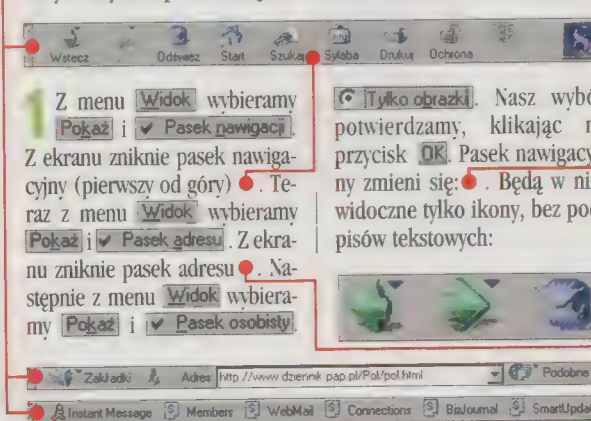 Wstecz Odśwież Start Szukaj Sylaba Drukuj Ochrona
1 Z menu Widok wybieramy
Pokaż i Pasek nawigacji.
Z ekranu zniknie pasek nawiga-
cyjny (pierwszy od góry) . Te-
raz z menu Widok wybieramy
Pokaż i Pasek adresu. Z ekra-
nu zniknie pasek adresu . Na-
stępnie z menu Widok wybiera-
my Pokaż i Pasek osobisty.
Tylko obrazki. Nasz wybó
potwierdzamy, klikając n
przycisk OK. Pasek nawigacy
ny zmieni się: . Będą w ni
widoczne tylko ikony, bez pod
pisów tekstowych:
Zakładki Adres http://www.dziennik.pap.pl/Pol/pol.html Podobne
Instant Message Members WebMail Connections BizJournal SmartUpdat